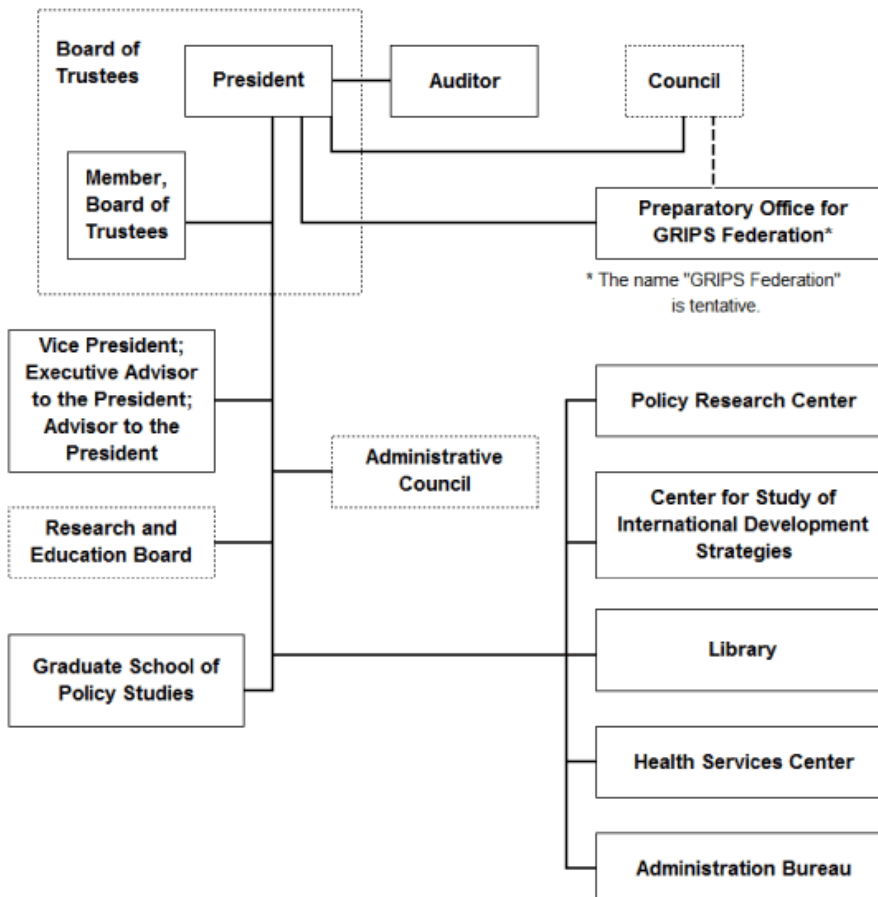 Board of
Trustees
President
Auditor
Council
Member,
Board of
Trustees
Preparatory Office for
GRIPS Federation*
* The name "GRIPS Federation"
is tentative.
Vice President;
Executive Advisor
to the President;
Advisor to the
President
Policy Research Center
Administrative
Council
Center for Study of
International Development
Strategies
Research and
Education Board
Library
Graduate School of
Policy Studies
Health Services Center
Administration Bureau